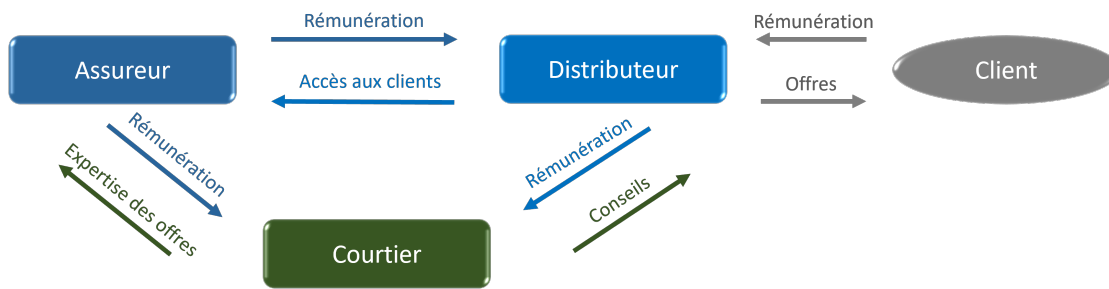 Rémunération
Rémunération
Assureur
Distributeur
Client
Accès aux clients
Offres
Rémunération
Expertise des offres
Rémunération
Conseils
Courtier